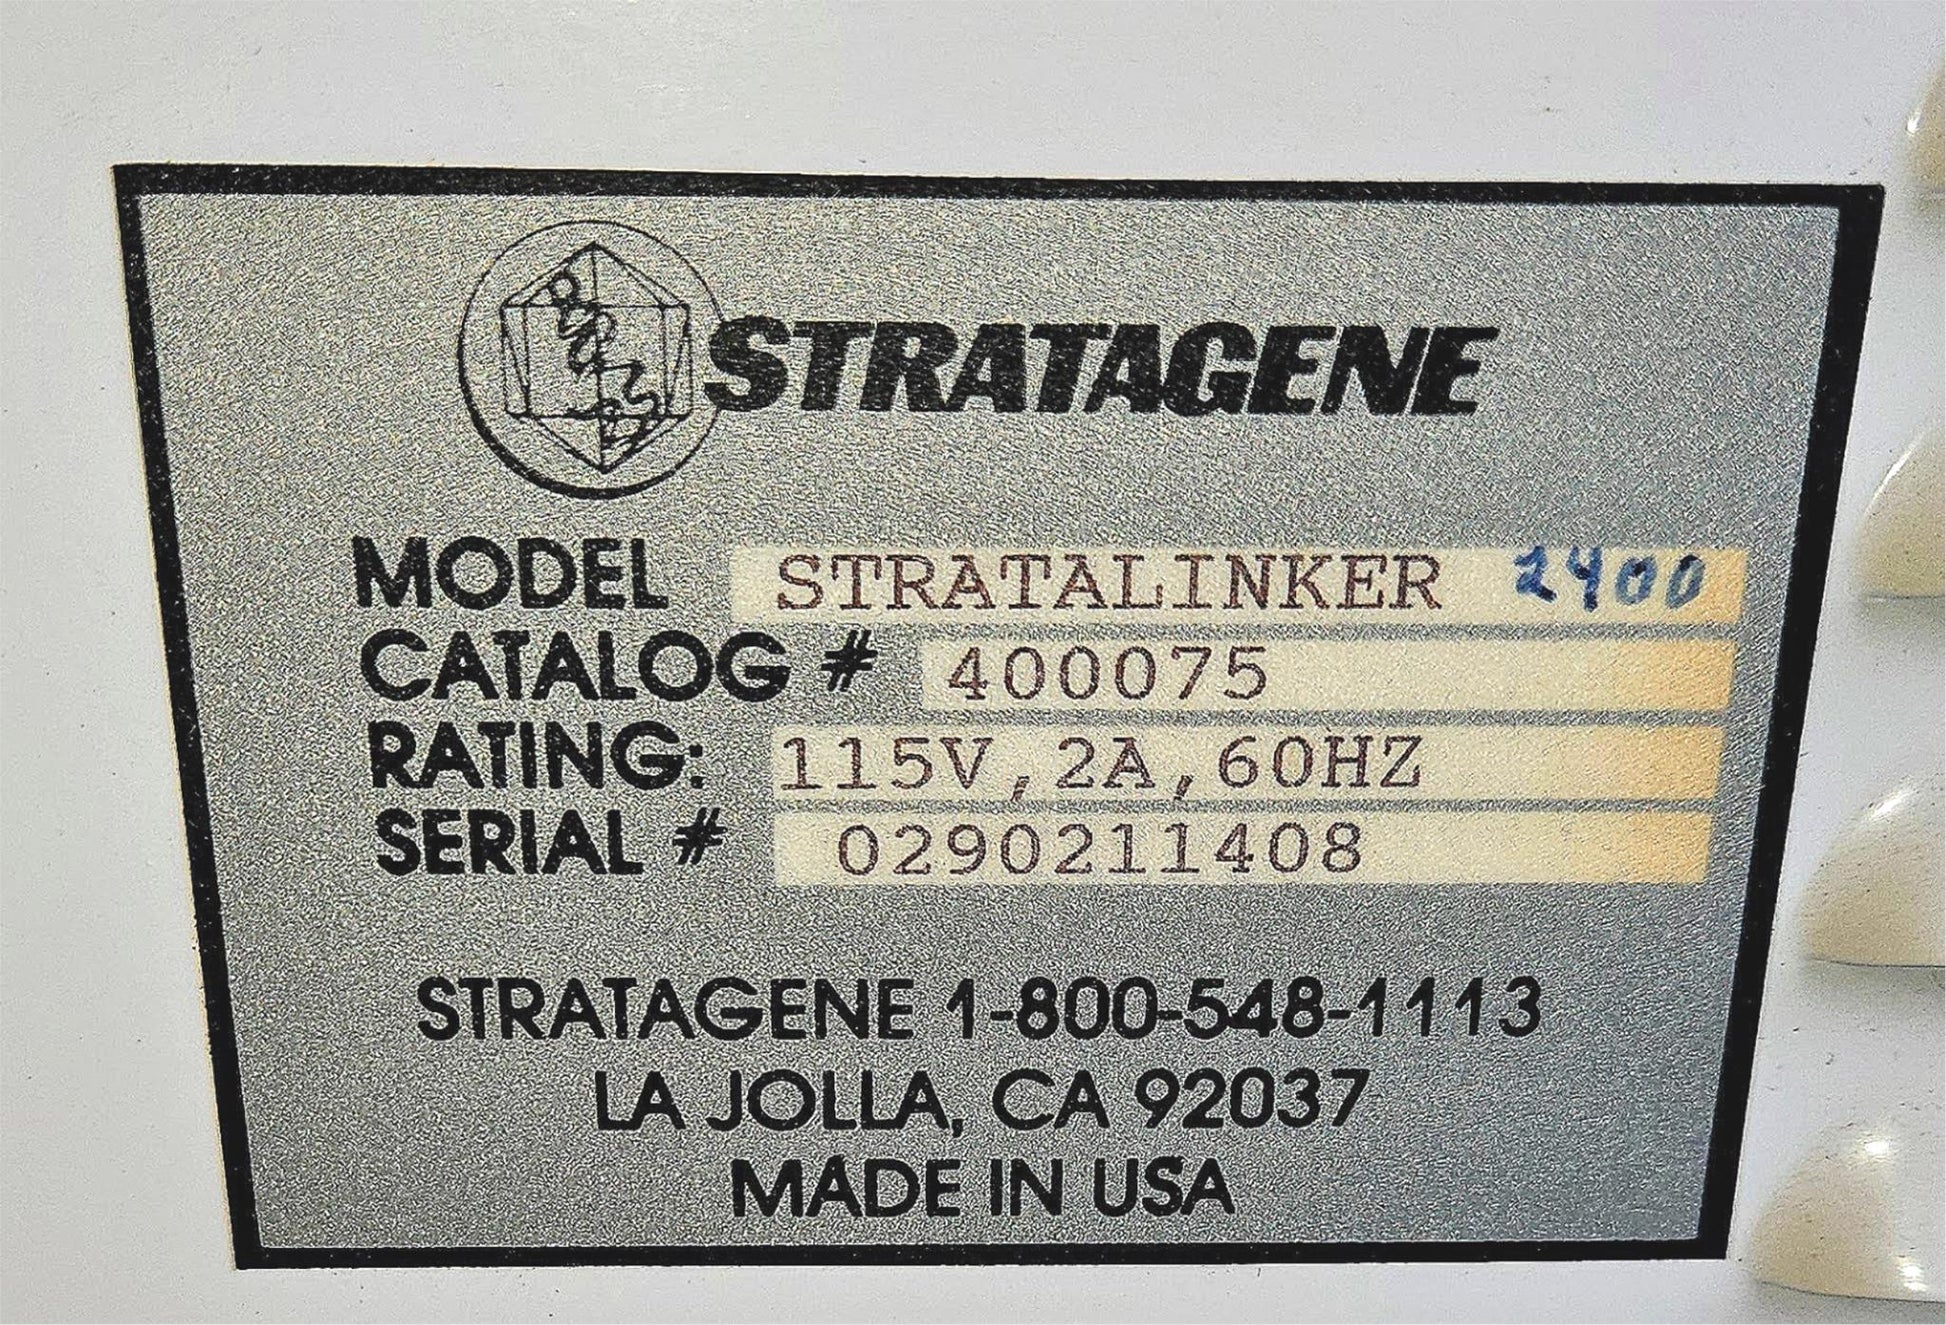 STRATAGENE
MODEL STRATALINKER 2400
CATALOG # 400075
RATING: 115V, 2A, 60HZ
SERIAL # 0290211408
STRATAGENE 1-800-548-1113
LA JOLLA, CA 92037
MADE IN USA